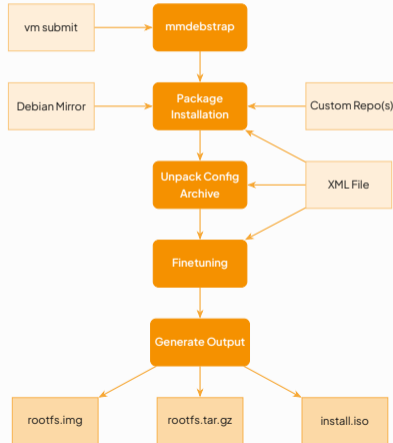 vm submit
mmdebstrap
Debian Mirror
Package
Installation
Custom Repo(s)
Unpack Config
Archive
XML File
Finetuning
Generate Output
rootfs.img
rootfs.tar.gz
install.iso